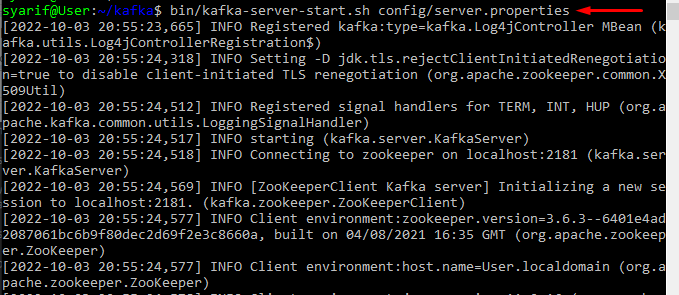 syarif@User:~/kafka$ bin/kafka-server-start.sh config/server.properties
[2022-10-03 20:55:23,665] INFO Registered kafka:type=kafka.Log4jController MBean (k
afka.utils.Log4jControllerRegistration$)
[2022-10-03 20:55:24,318] INFO Setting -D jdk.tls.rejectClientInitiatedRenegotiatio
n=true to disable client-initiated TLS renegotiation (org.apache.zookeeper.common.X
509Util)
[2022-10-03 20:55:24,512] INFO Registered signal handlers for TERM, INT, HUP (org.a
pache.kafka.common.utils.LoggingSignalHandler)
[2022-10-03 20:55:24,517] INFO starting (kafka.server.KafkaServer)
[2022-10-03 20:55:24,518] INFO Connecting to zookeeper on localhost:2181 (kafka.ser
ver.KafkaServer)
[2022-10-03 20:55:24,569] INFO [ZooKeeperClient Kafka server] Initializing a new se
ssion to localhost:2181. (kafka.zookeeper.ZooKeeperClient)
[2022-10-03 20:55:24,577] INFO Client environment:zookeeper.version=3.6.3--6401e4ad
2087061bc6b9f80dec2d69f2e3c8660a, built on 04/08/2021 16:35 GMT (org.apache.zookeep
er.ZooKeeper)
[2022-10-03 20:55:24,577] INFO Client environment:host.name=User.localdomain (org.a
pache.zookeeper.ZooKeeper)